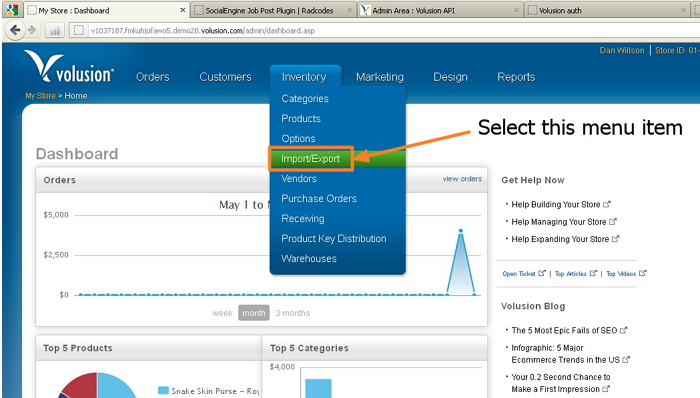 My Store : Dashboard
SocialEngine Job Post Plugin | Radcodes
Admin Area : Volusion API
Volusion auth
v1037187.fmkuhjofawo5.demo20.volusion.com/admin/dashboard.asp
Dan Willson | Store ID 01-
volusion
Orders
Customers
Inventory
Marketing
Design
Reports
My Store > Home
Categories
Products
Options
Import/Export
Vendors
Purchase Orders
Receiving
Product Key Distribution
Warehouses
Select this menu item
Dashboard
Orders
view orders
May 1 to
$5,000
$2,500
$0
week month 3 months
Get Help Now
Help Building Your Store
Help Managing Your Store
Help Expanding Your Store
Open Ticket | Top Articles | Top Videos
Volusion Blog
The 5 Most Epic Fails of SEO
Infographic: 5 Major
Ecommerce Trends in the US
Your 0.2 Second Chance to
Make a First Impression
Top 5 Products
Snake Skin Purse - Roy
Top 5 Categories
$4,000